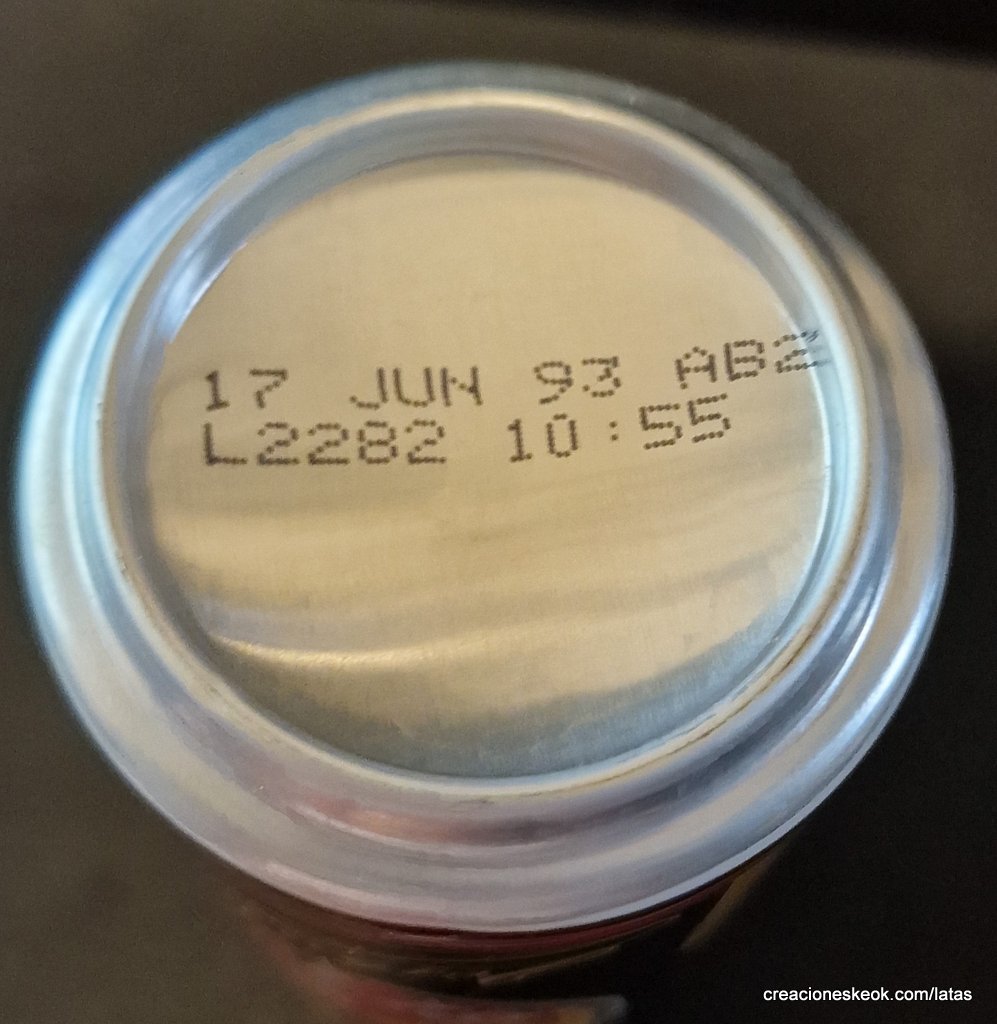 17 JUN 93 AB2
L2282 10:55
creacioneskeok.com/latas